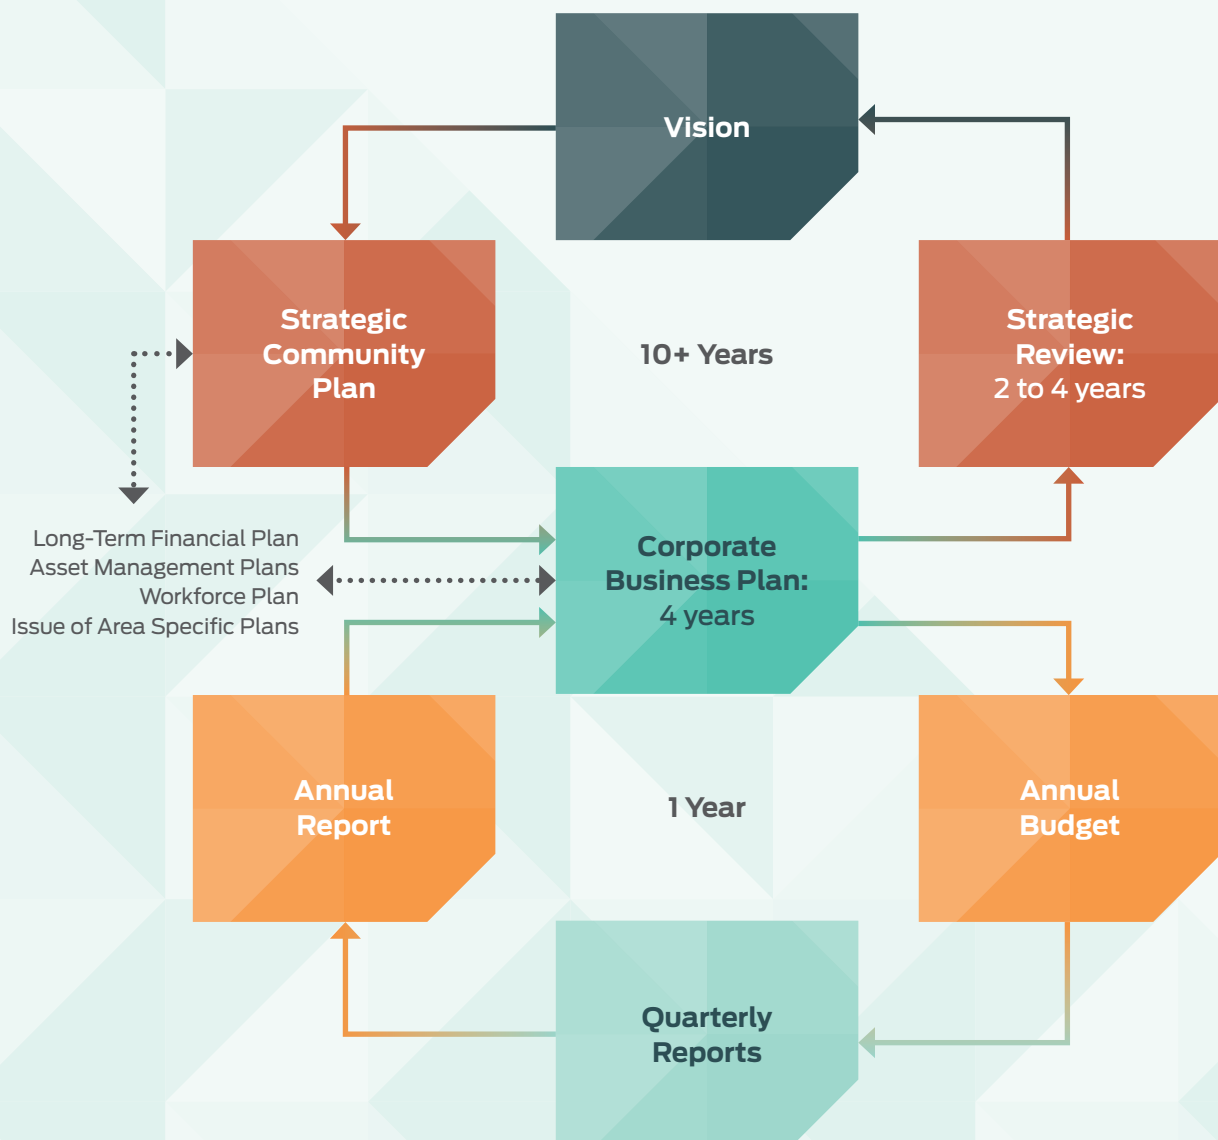 Vision
Strategic
Community
Plan
10+ Years
Strategic
Review:
2 to 4 years
Long-Term Financial Plan
Asset Management Plans
Workforce Plan
Issue of Area Specific Plans
Corporate
Business Plan:
4 years
Annual
Report
1 Year
Annual
Budget
Quarterly
Reports